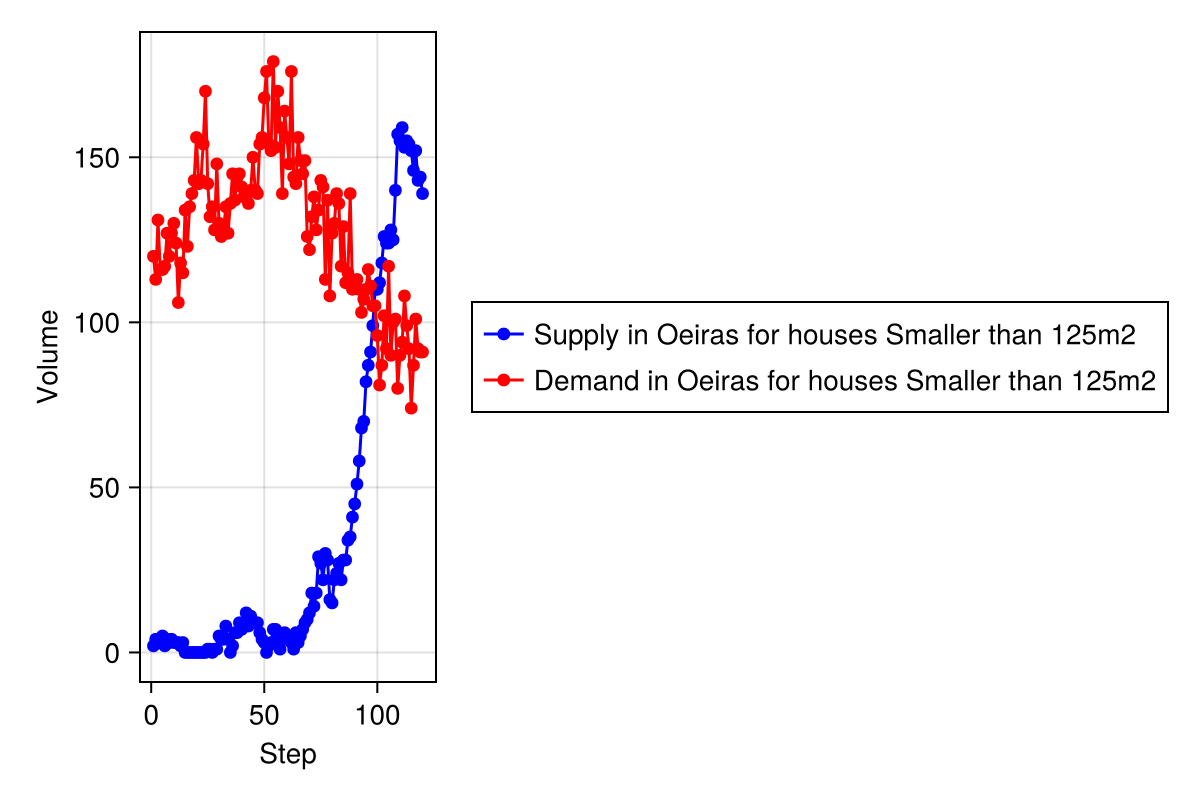 Volume
150
100
50
0
0 50 100
Step
Supply in Oeiras for houses Smaller than 125m2
Demand in Oeiras for houses Smaller than 125m2